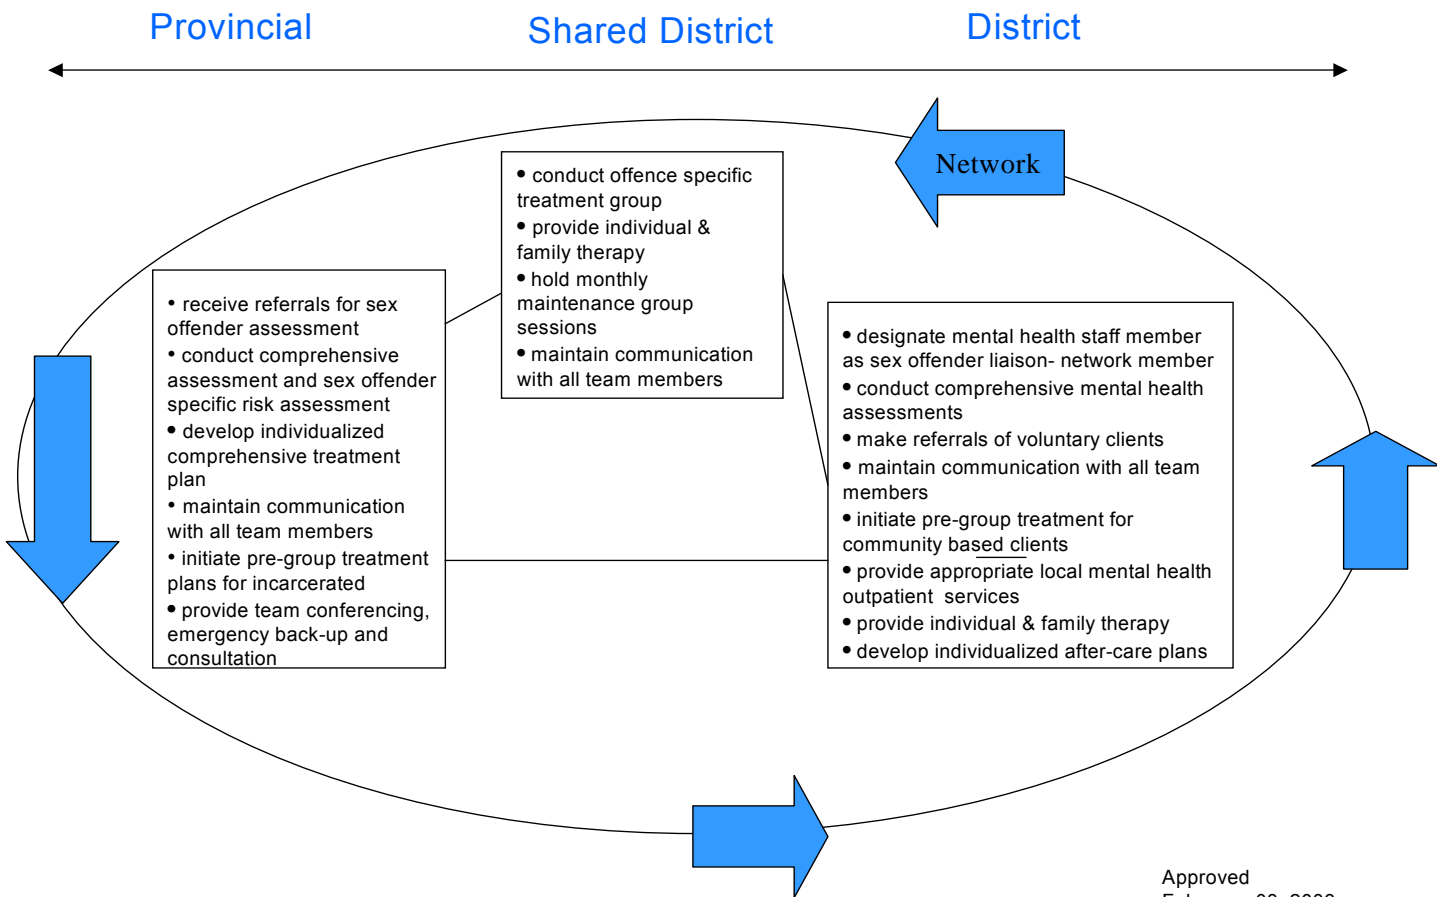 Provincial
Shared District
District
Network
• conduct offence specific
treatment group
• provide individual &
family therapy
• hold monthly
maintenance group
sessions
• maintain communication
with all team members
• receive referrals for sex
offender assessment
• conduct comprehensive
assessment and sex offender
specific risk assessment
• develop individualized
comprehensive treatment
plan
• maintain communication
with all team members
• initiate pre-group treatment
plans for incarcerated
• provide team conferencing,
emergency back-up and
consultation
• designate mental health staff member
as sex offender liaison- network member
• conduct comprehensive mental health
assessments
• make referrals of voluntary clients
• maintain communication with all team
members
• initiate pre-group treatment for
community based clients
• provide appropriate local mental health
outpatient services
• provide individual & family therapy
• develop individualized after-care plans
Approved